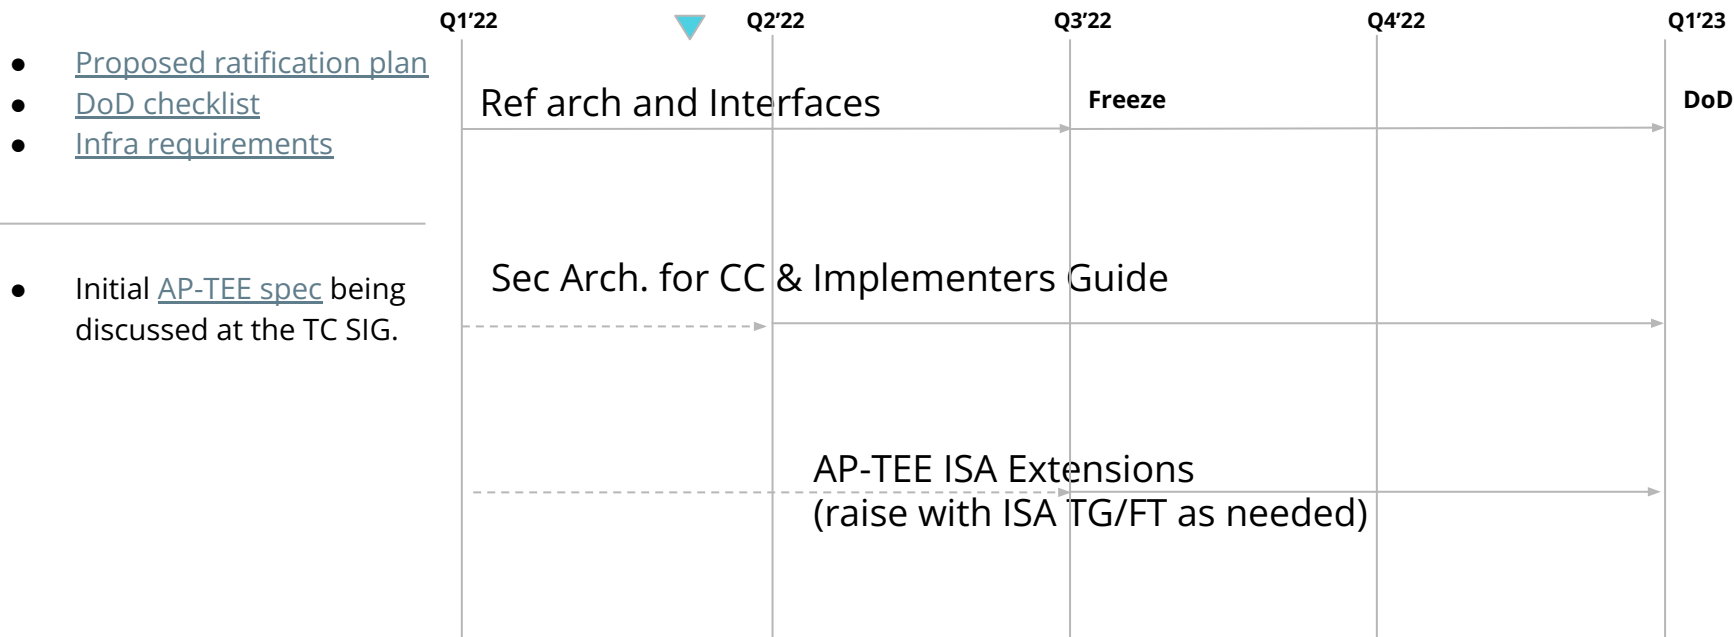 Q1’22
Q2’22
Q3’22
Q4’22
Q1’23
● Proposed ratification plan
● DoD checklist
● Infra requirements
Ref arch and Interfaces
Freeze
DoD
● Initial AP-TEE spec being
discussed at the TC SIG.
Sec Arch. for CC & Implementers Guide
AP-TEE ISA Extensions
(raise with ISA TG/FT as needed)